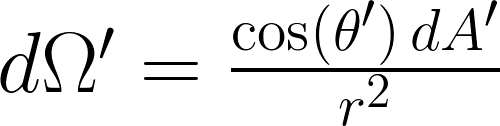 dΩ′ = cos(θ′) dA′ / r²